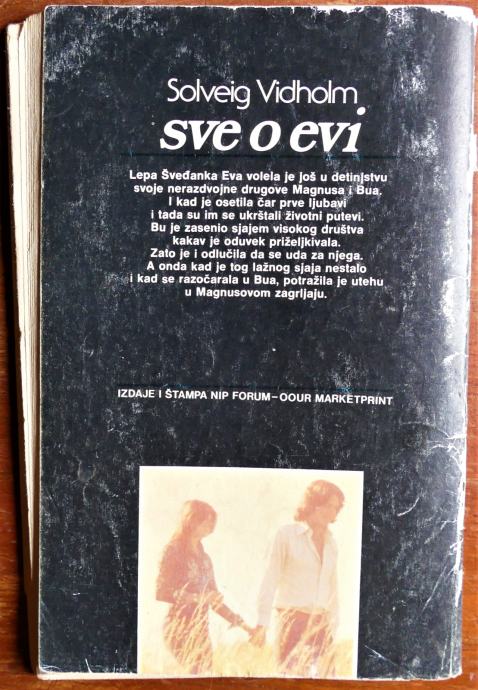 Solveig Vidholm
sve o evi
Lepa Šveđanka Eva volela je još u detinjstvu
svoje nerazdvojne drugove Magnusa i Bua.
I kad je osetila čar prve ljubavi
i tada su im se ukrštali životni putevi.
Bu je zasenio sjajem visokog društva
kakav je oduvek priželjkivala.
Zato je i odlučila da se uda za njega.
A onda kad je tog lažnog sjaja nestalo
i kad se razočarala u Bua, potražila je utehu
u Magnusovom zagrljaju.
IZDAJE I ŠTAMPA NIP FORUM–OOUR MARKETPRINT